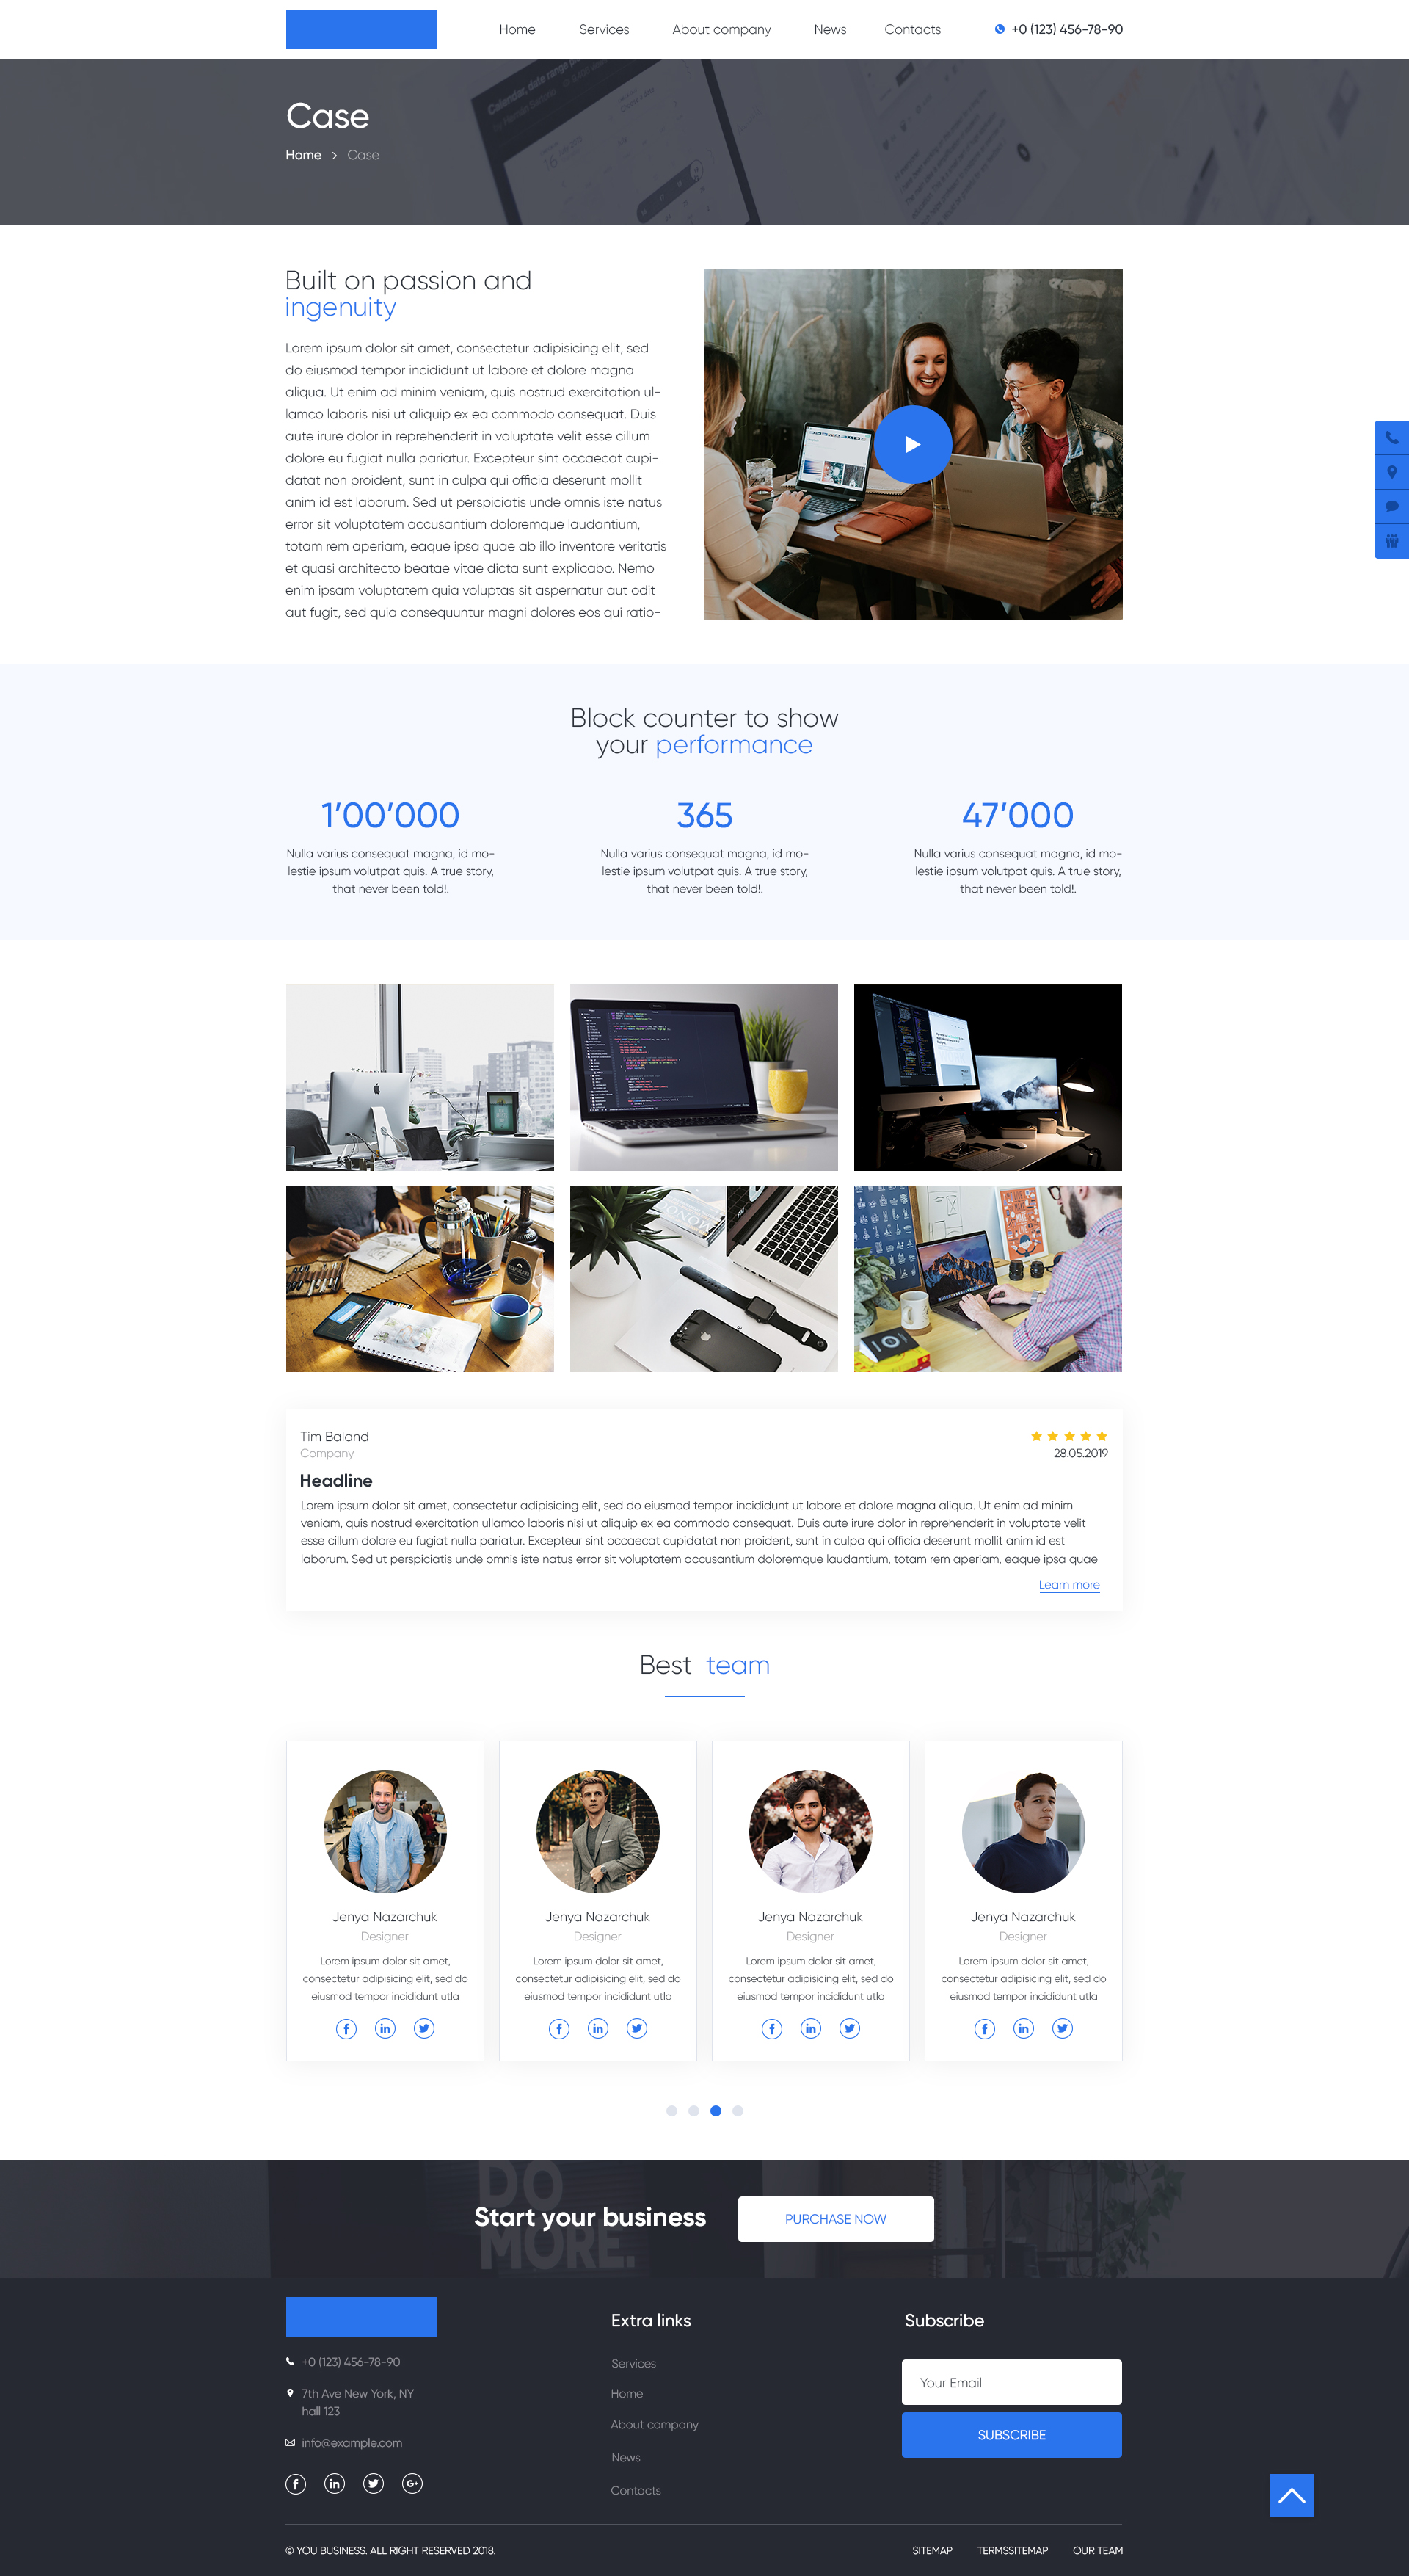 Home Services About company News Contacts +0 (123) 456-78-90
Case
Home > Case
Built on passion and
ingenuity
Lorem ipsum dolor sit amet, consectetur adipisicing elit, sed
do eiusmod tempor incididunt ut labore et dolore magna
aliqua. Ut enim ad minim veniam, quis nostrud exercitation ul-
lamco laboris nisi ut aliquip ex ea commodo consequat. Duis
aute irure dolor in reprehenderit in voluptate velit esse cillum
dolore eu fugiat nulla pariatur. Excepteur sint occaecat cupi-
datat non proident, sunt in culpa qui officia deserunt mollit
anim id est laborum. Sed ut perspiciatis unde omnis iste natus
error sit voluptatem accusantium doloremque laudantium,
totam rem aperiam, eaque ipsa quae ab illo inventore veritatis
et quasi architecto beatae vitae dicta sunt explicabo. Nemo
enim ipsam voluptatem quia voluptas sit aspernatur aut odit
aut fugit, sed quia consequuntur magni dolores eos qui ratio-
Block counter to show
your performance
1'00'000
Nulla varius consequat magna, id mo-
lestie ipsum volutpat quis. A true story,
that never been told!.
365
Nulla varius consequat magna, id mo-
lestie ipsum volutpat quis. A true story,
that never been told!.
47'000
Nulla varius consequat magna, id mo-
lestie ipsum volutpat quis. A true story,
that never been told!.
Tim Baland
Company
28.05.2019
Headline
Lorem ipsum dolor sit amet, consectetur adipisicing elit, sed do eiusmod tempor incididunt ut labore et dolore magna aliqua. Ut enim ad minim
veniam, quis nostrud exercitation ullamco laboris nisi ut aliquip ex ea commodo consequat. Duis aute irure dolor in reprehenderit in voluptate velit
esse cillum dolore eu fugiat nulla pariatur. Excepteur sint occaecat cupidatat non proident, sunt in culpa qui officia deserunt mollit anim id est
laborum. Sed ut perspiciatis unde omnis iste natus error sit voluptatem accusantium doloremque laudantium, totam rem aperiam, eaque ipsa quae
Learn more
Best team
Jenya Nazarchuk
Designer
Lorem ipsum dolor sit amet,
consectetur adipisicing elit, sed do
eiusmod tempor incididunt utla
Jenya Nazarchuk
Designer
Lorem ipsum dolor sit amet,
consectetur adipisicing elit, sed do
eiusmod tempor incididunt utla
Jenya Nazarchuk
Designer
Lorem ipsum dolor sit amet,
consectetur adipisicing elit, sed do
eiusmod tempor incididunt utla
Jenya Nazarchuk
Designer
Lorem ipsum dolor sit amet,
consectetur adipisicing elit, sed do
eiusmod tempor incididunt utla
DO
MORE.
Start your business
PURCHASE NOW
+0 (123) 456-78-90
7th Ave New York, NY
hall 123
info@example.com
Extra links
Services
Home
About company
News
Contacts
Subscribe
Your Email
SUBSCRIBE
© YOU BUSINESS. ALL RIGHT RESERVED 2018.
SITEMAP TERMSSITEMAP OUR TEAM